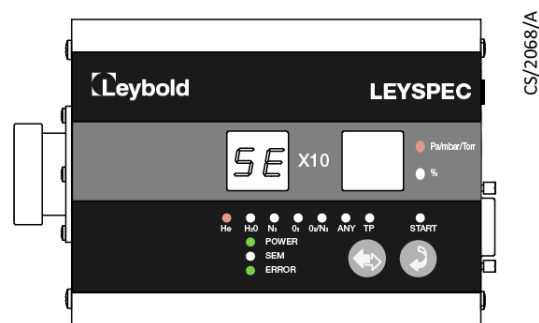 CS/2068/A
Leybold
LEYSPEC
SE X10
Pa/mbar/Torr
%
He H₂O N₂ O₂ O₂/N₂ ANY TP START
POWER
SEM
ERROR